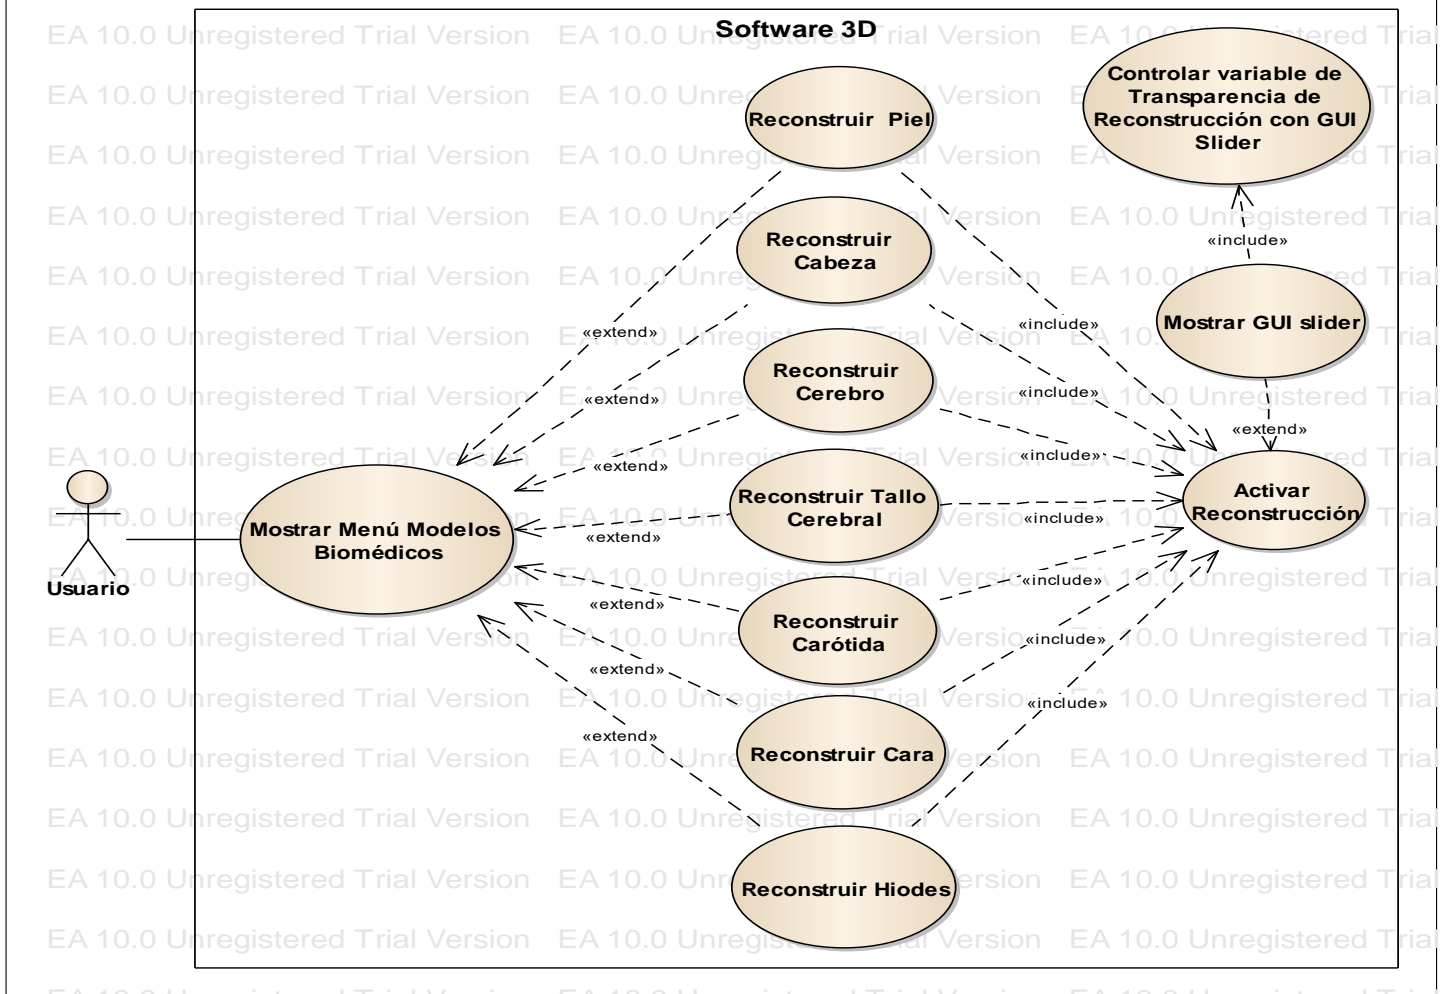 Software 3D
Reconstruir Piel
Controlar variable de
Transparencia de
Reconstrucción con GUI
Slider
Reconstruir
Cabeza
«include»
Mostrar GUI slider
«extend»
«include»
Reconstruir
Cerebro
«extend»
«include»
«extend»
«extend»
«include»
Usuario
Mostrar Menú Modelos
Biomédicos
Reconstruir Tallo
Cerebral
Activar
Reconstrucción
«extend»
«include»
«extend»
«include»
Reconstruir
Carótida
«extend»
«include»
«extend»
«include»
Reconstruir Cara
Reconstruir Hiodes
EA 10.0 Unregistered Trial Version